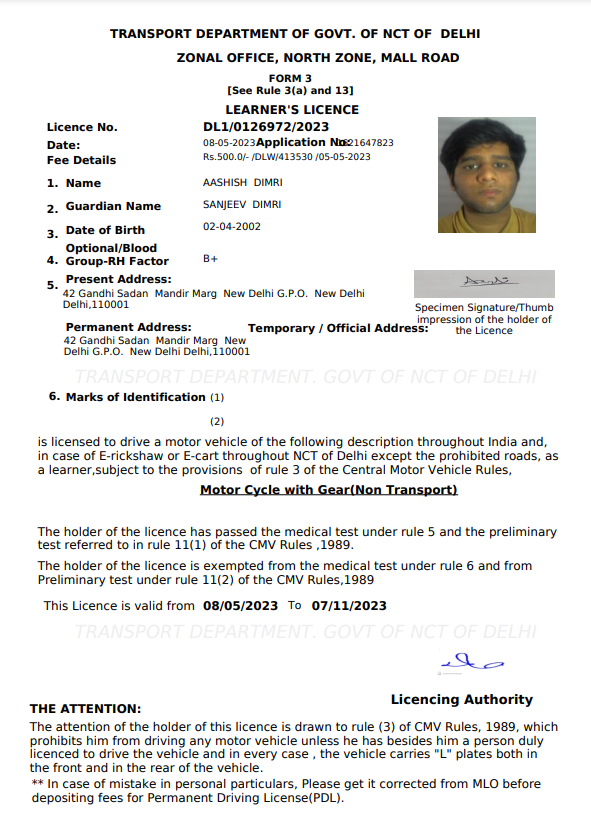 TRANSPORT DEPARTMENT OF GOVT. OF NCT OF DELHI
ZONAL OFFICE, NORTH ZONE, MALL ROAD
FORM 3
[See Rule 3(a) and 13]
LEARNER'S LICENCE
Licence No. DL1/0126972/2023
Date: 08-05-2023 Application No 21647823
Fee Details Rs.500.0/- /DLW/413530 /05-05-2023
1. Name AASHISH DIMRI
2. Guardian Name SANJEEV DIMRI
3. Date of Birth 02-04-2002
Optional/Blood
4. Group-RH Factor B+
5. Present Address:
42 Gandhi Sadan Mandir Marg New Delhi G.P.O. New Delhi
Delhi,110001
Specimen Signature/Thumb
impression of the holder of
the Licence
Permanent Address: Temporary / Official Address:
42 Gandhi Sadan Mandir Marg New
Delhi G.P.O. New Delhi Delhi,110001
TRANSPORT DEPARTMENT. GOVT OF NCT OF DELHI
6. Marks of Identification (1)
(2)
is licensed to drive a motor vehicle of the following description throughout India and,
in case of E-rickshaw or E-cart throughout NCT of Delhi except the prohibited roads, as
a learner,subject to the provisions of rule 3 of the Central Motor Vehicle Rules,
Motor Cycle with Gear(Non Transport)
The holder of the licence has passed the medical test under rule 5 and the preliminary
test referred to in rule 11(1) of the CMV Rules ,1989.
The holder of the licence is exempted from the medical test under rule 6 and from
Preliminary test under rule 11(2) of the CMV Rules,1989
This Licence is valid from 08/05/2023 To 07/11/2023
TRANSPORT DEPARTMENT. GOVT OF NCT OF DELHI
Licencing Authority
THE ATTENTION:
The attention of the holder of this licence is drawn to rule (3) of CMV Rules, 1989, which
prohibits him from driving any motor vehicle unless he has besides him a person duly
licenced to drive the vehicle and in every case , the vehicle carries "L" plates both in
the front and in the rear of the vehicle.
** In case of mistake in personal particulars, Please get it corrected from MLO before
depositing fees for Permanent Driving License(PDL).